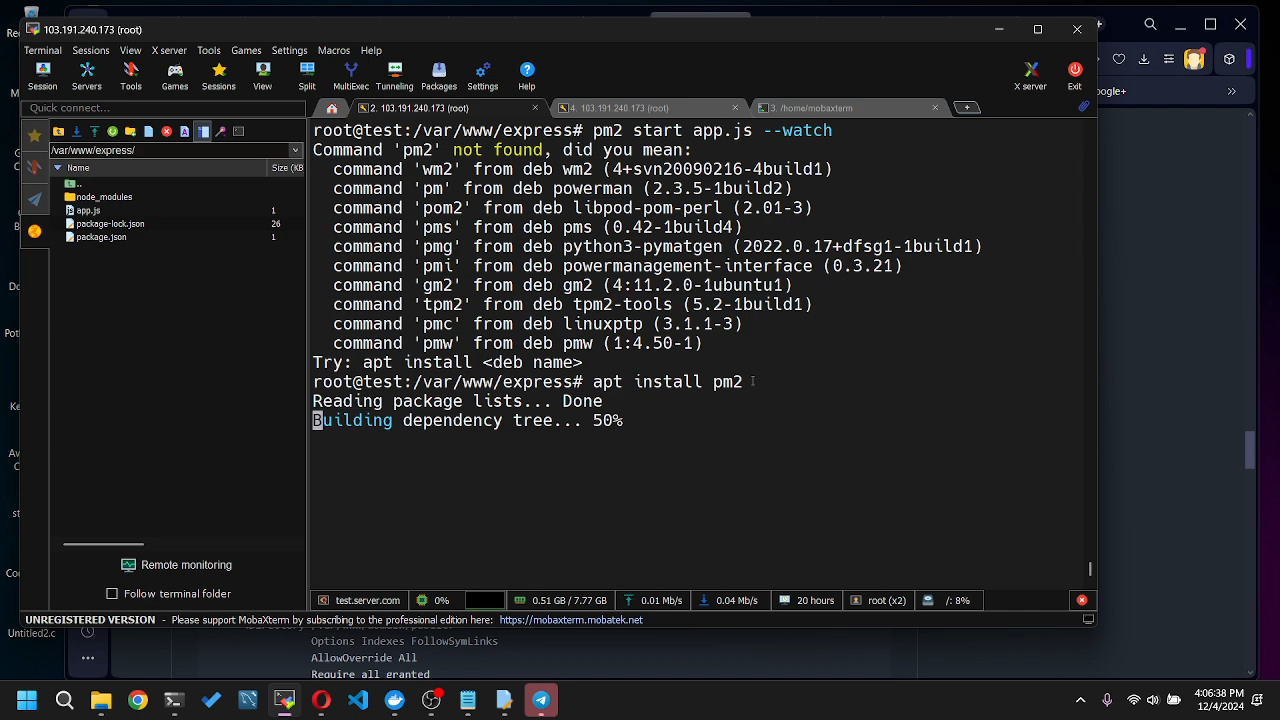 103.191.240.173 (root)
Terminal Sessions View X server Tools Games Settings Macros Help
Session Servers Tools Games Sessions View Split MultiExec Tunneling Packages Settings Help X server Exit
Quick connect...
2. 103.191.240.173 (root)
4. 103.191.240.173 (root)
3. /home/mobaxterm
oogle+
/var/www/express/
Name Size (KB
..
node_modules
app.js 1
package-lock.json 26
package.json 1
root@test:/var/www/express# pm2 start app.js --watch
Command 'pm2' not found, did you mean:
command 'wm2' from deb wm2 (4+svn20090216-4build1)
command 'pm' from deb powerman (2.3.5-1build2)
command 'pom2' from deb libpod-pom-perl (2.01-3)
command 'pms' from deb pms (0.42-1build4)
command 'pmg' from deb python3-pymatgen (2022.0.17+dfsg1-1build1)
command 'pmi' from deb powermanagement-interface (0.3.21)
command 'gm2' from deb gm2 (4:11.2.0-1ubuntu1)
command 'tpm2' from deb tpm2-tools (5.2-1build1)
command 'pmc' from deb linuxptp (3.1.1-3)
command 'pmw' from deb pmw (1:4.50-1)
Try: apt install <deb name>
root@test:/var/www/express# apt install pm2
Reading package lists... Done
Building dependency tree... 50%
Remote monitoring
Follow terminal folder
test.server.com 0% 0.51 GB / 7.77 GB 0.01 Mb/s 0.04 Mb/s 20 hours root (x2) /: 8%
UNREGISTERED VERSION - Please support MobaXterm by subscribing to the professional edition here: https://mobaxterm.mobatek.net
Untitled2.c
Options Indexes FollowSymLinks
AllowOverride All
Require all granted
4:06:38 PM
12/4/2024